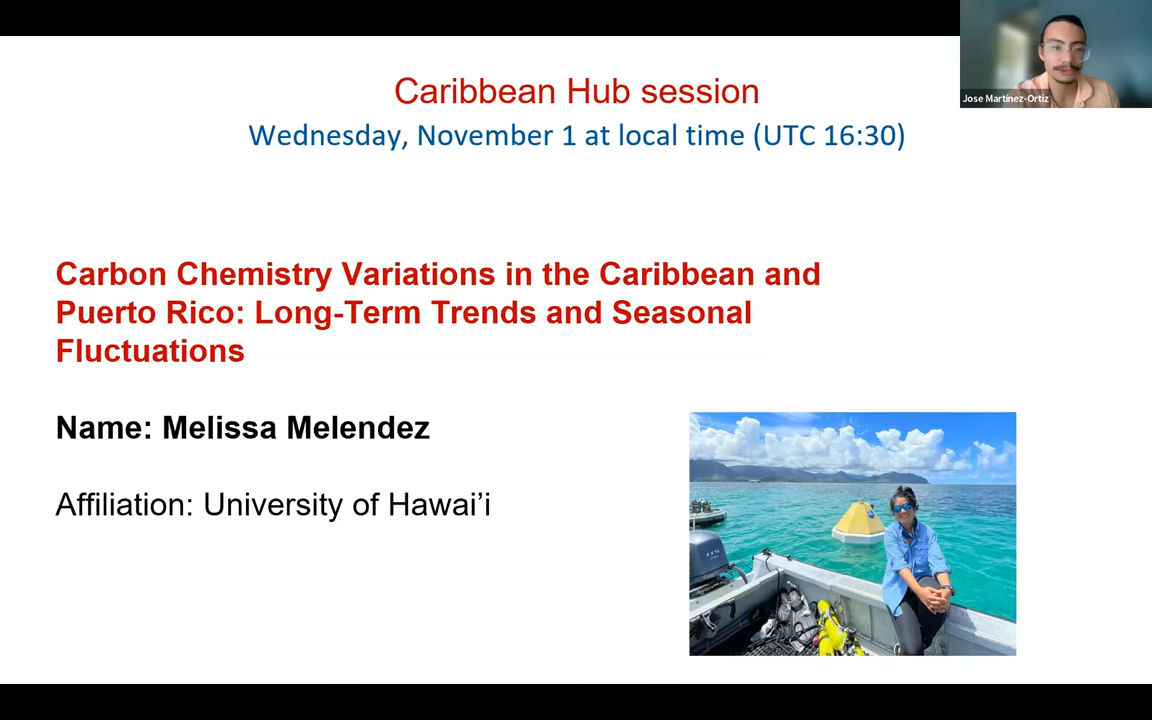 Caribbean Hub session
Wednesday, November 1 at local time (UTC 16:30)
Jose Martinez-Ortiz
Carbon Chemistry Variations in the Caribbean and
Puerto Rico: Long-Term Trends and Seasonal
Fluctuations
Name: Melissa Melendez
Affiliation: University of Hawai’i
115